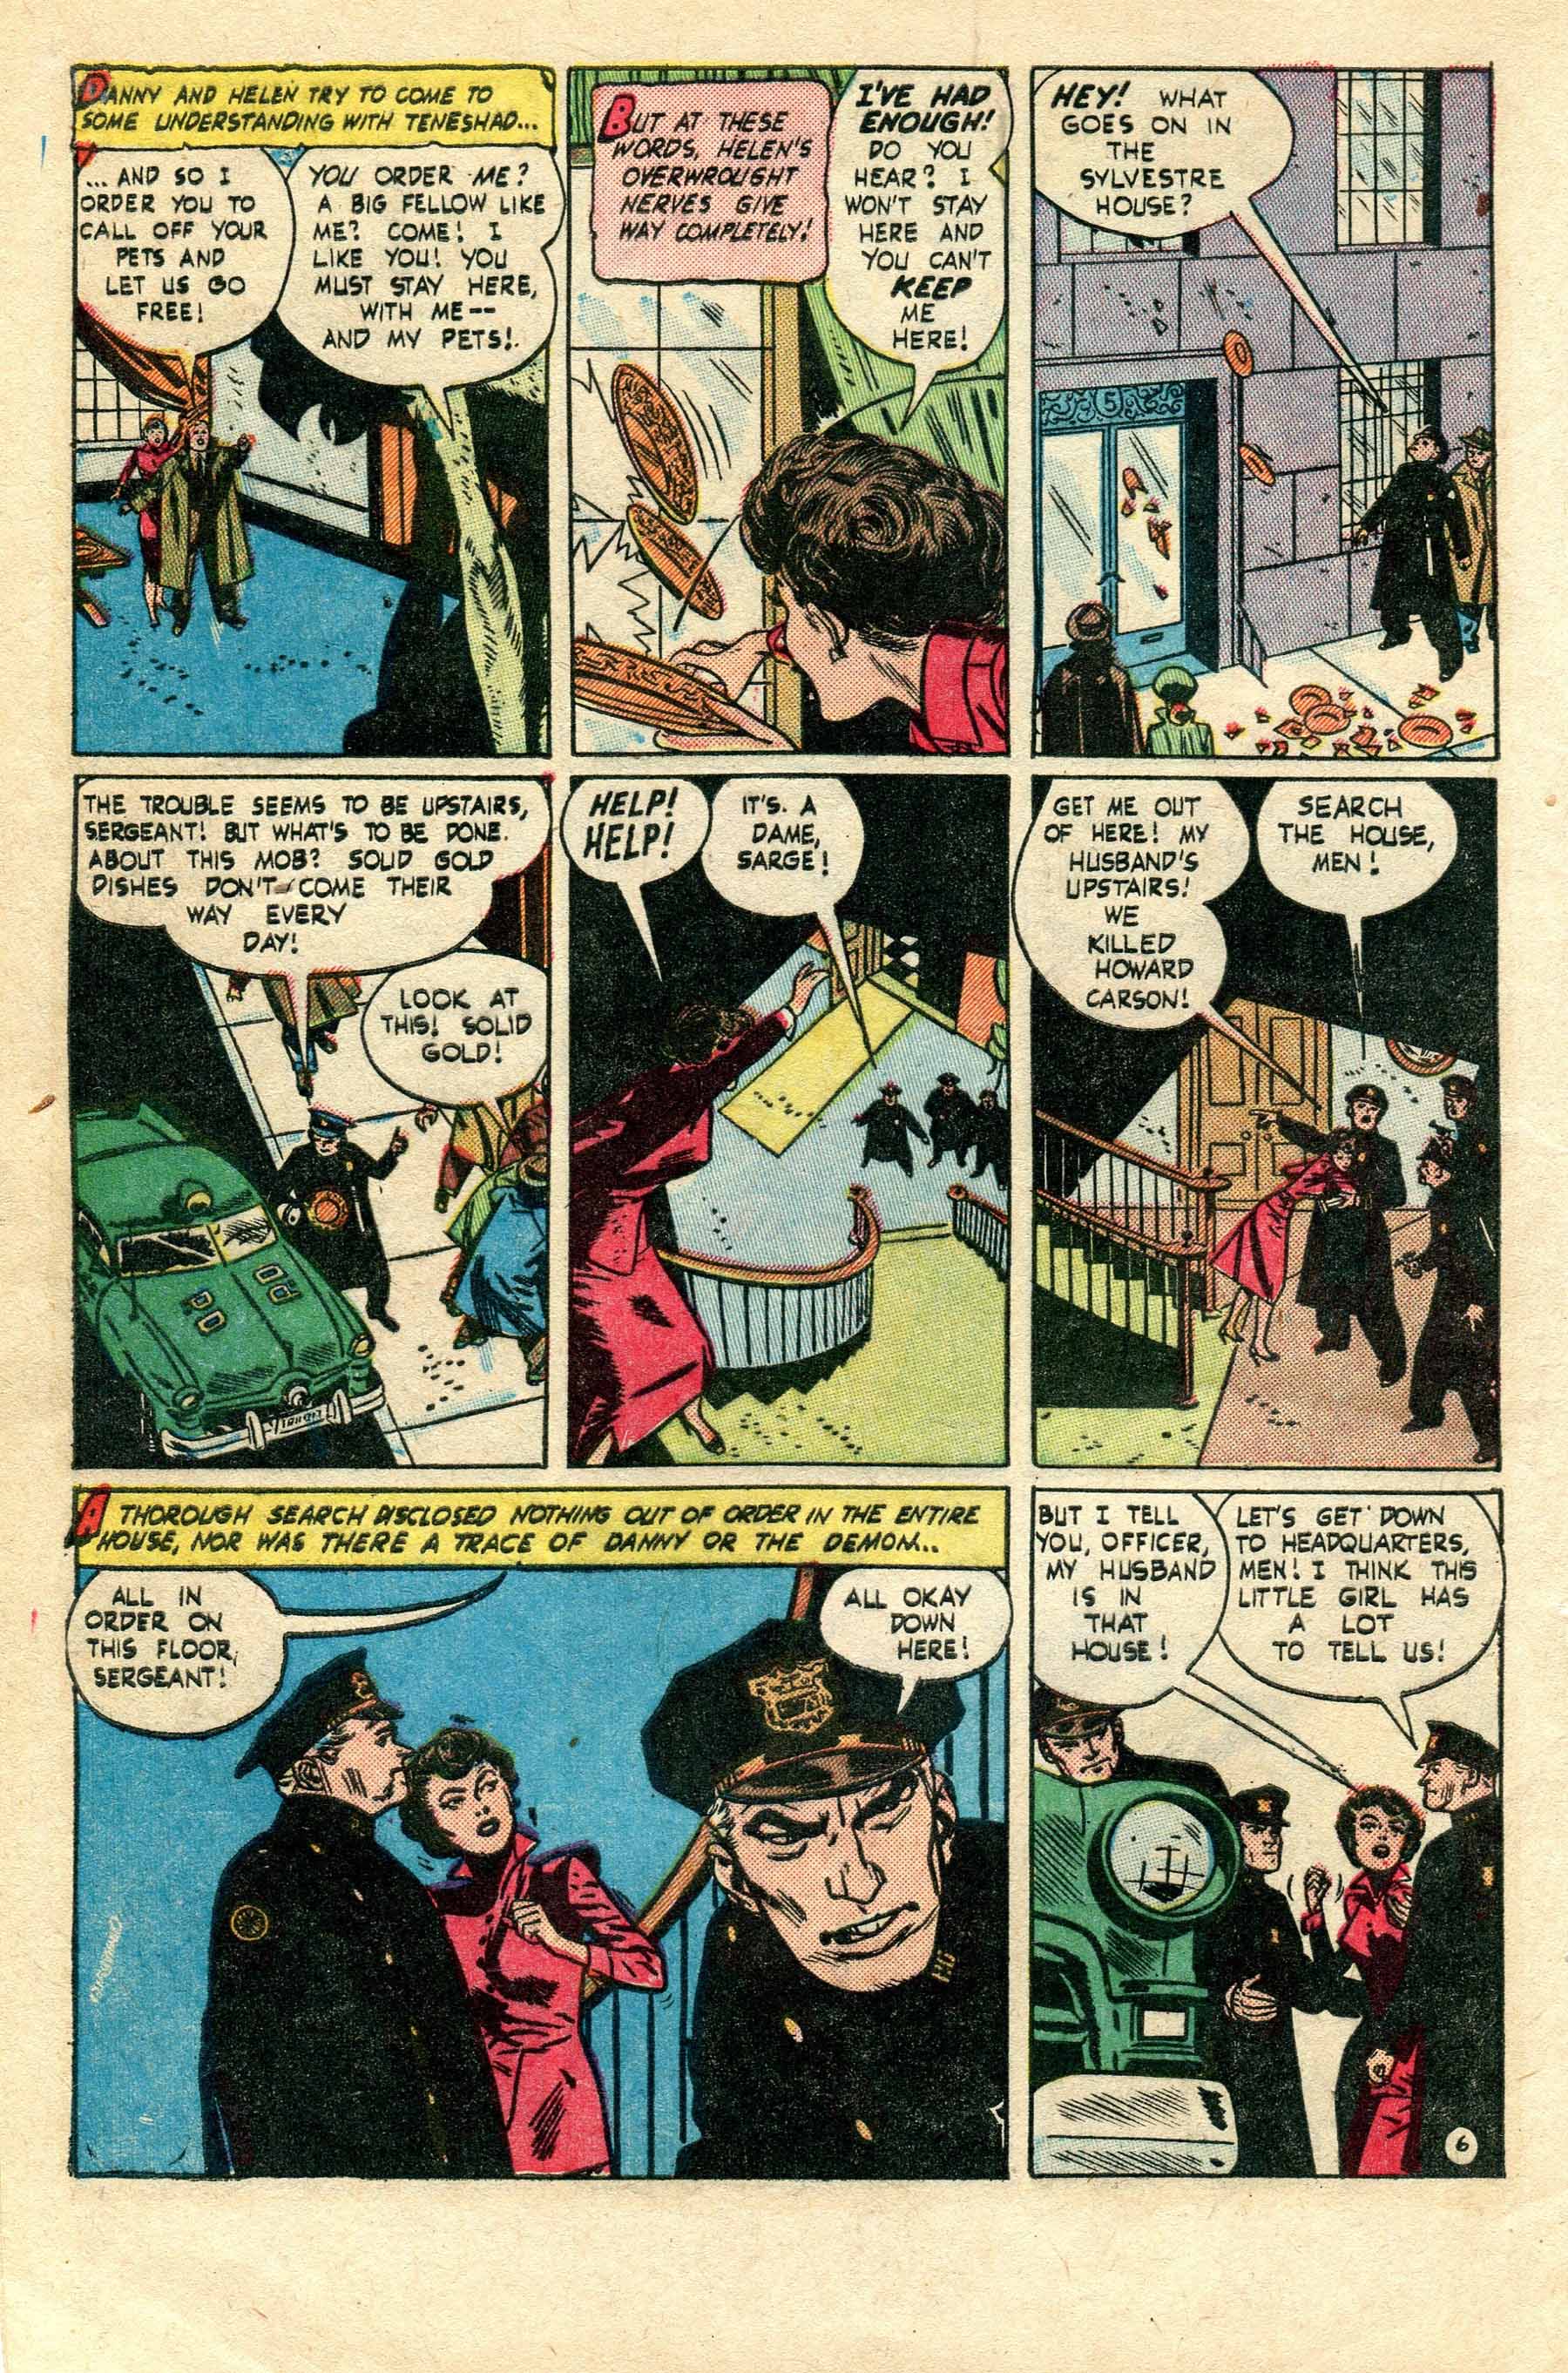 DANNY AND HELEN TRY TO COME TO
SOME UNDERSTANDING WITH TENESHAD...
... AND SO I
ORDER YOU TO
CALL OFF YOUR
PETS AND
LET US GO
FREE!
YOU ORDER ME?
A BIG FELLOW LIKE
ME? COME! I
LIKE YOU! YOU
MUST STAY HERE,
WITH ME--
AND MY PETS!
BUT AT THESE
WORDS, HELEN'S
OVERWROUGHT
NERVES GIVE
WAY COMPLETELY!
I'VE HAD
ENOUGH!
DO YOU
HEAR? I
WON'T STAY
HERE AND
YOU CAN'T
KEEP
ME
HERE!
HEY! WHAT
GOES ON IN
THE
SYLVESTRE
HOUSE?
5
THE TROUBLE SEEMS TO BE UPSTAIRS,
SERGEANT! BUT WHAT'S TO BE DONE
ABOUT THIS MOB? SOLID GOLD
DISHES DON'T COME THEIR
WAY EVERY
DAY!
LOOK AT
THIS! SOLID
GOLD!
PD
PD
HELP!
HELP!
IT'S A
DAME,
SARGE!
GET ME OUT
OF HERE! MY
HUSBAND'S
UPSTAIRS!
WE
KILLED
HOWARD
CARSON!
SEARCH
THE HOUSE,
MEN!
A THOROUGH SEARCH DISCLOSED NOTHING OUT OF ORDER IN THE ENTIRE
HOUSE, NOR WAS THERE A TRACE OF DANNY OR THE DEMON...
ALL IN
ORDER ON
THIS FLOOR,
SERGEANT!
ALL OKAY
DOWN
HERE!
BUT I TELL
YOU, OFFICER,
MY HUSBAND
IS IN
THAT
HOUSE!
LET'S GET DOWN
TO HEADQUARTERS,
MEN! I THINK THIS
LITTLE GIRL HAS
A LOT
TO TELL US!
6